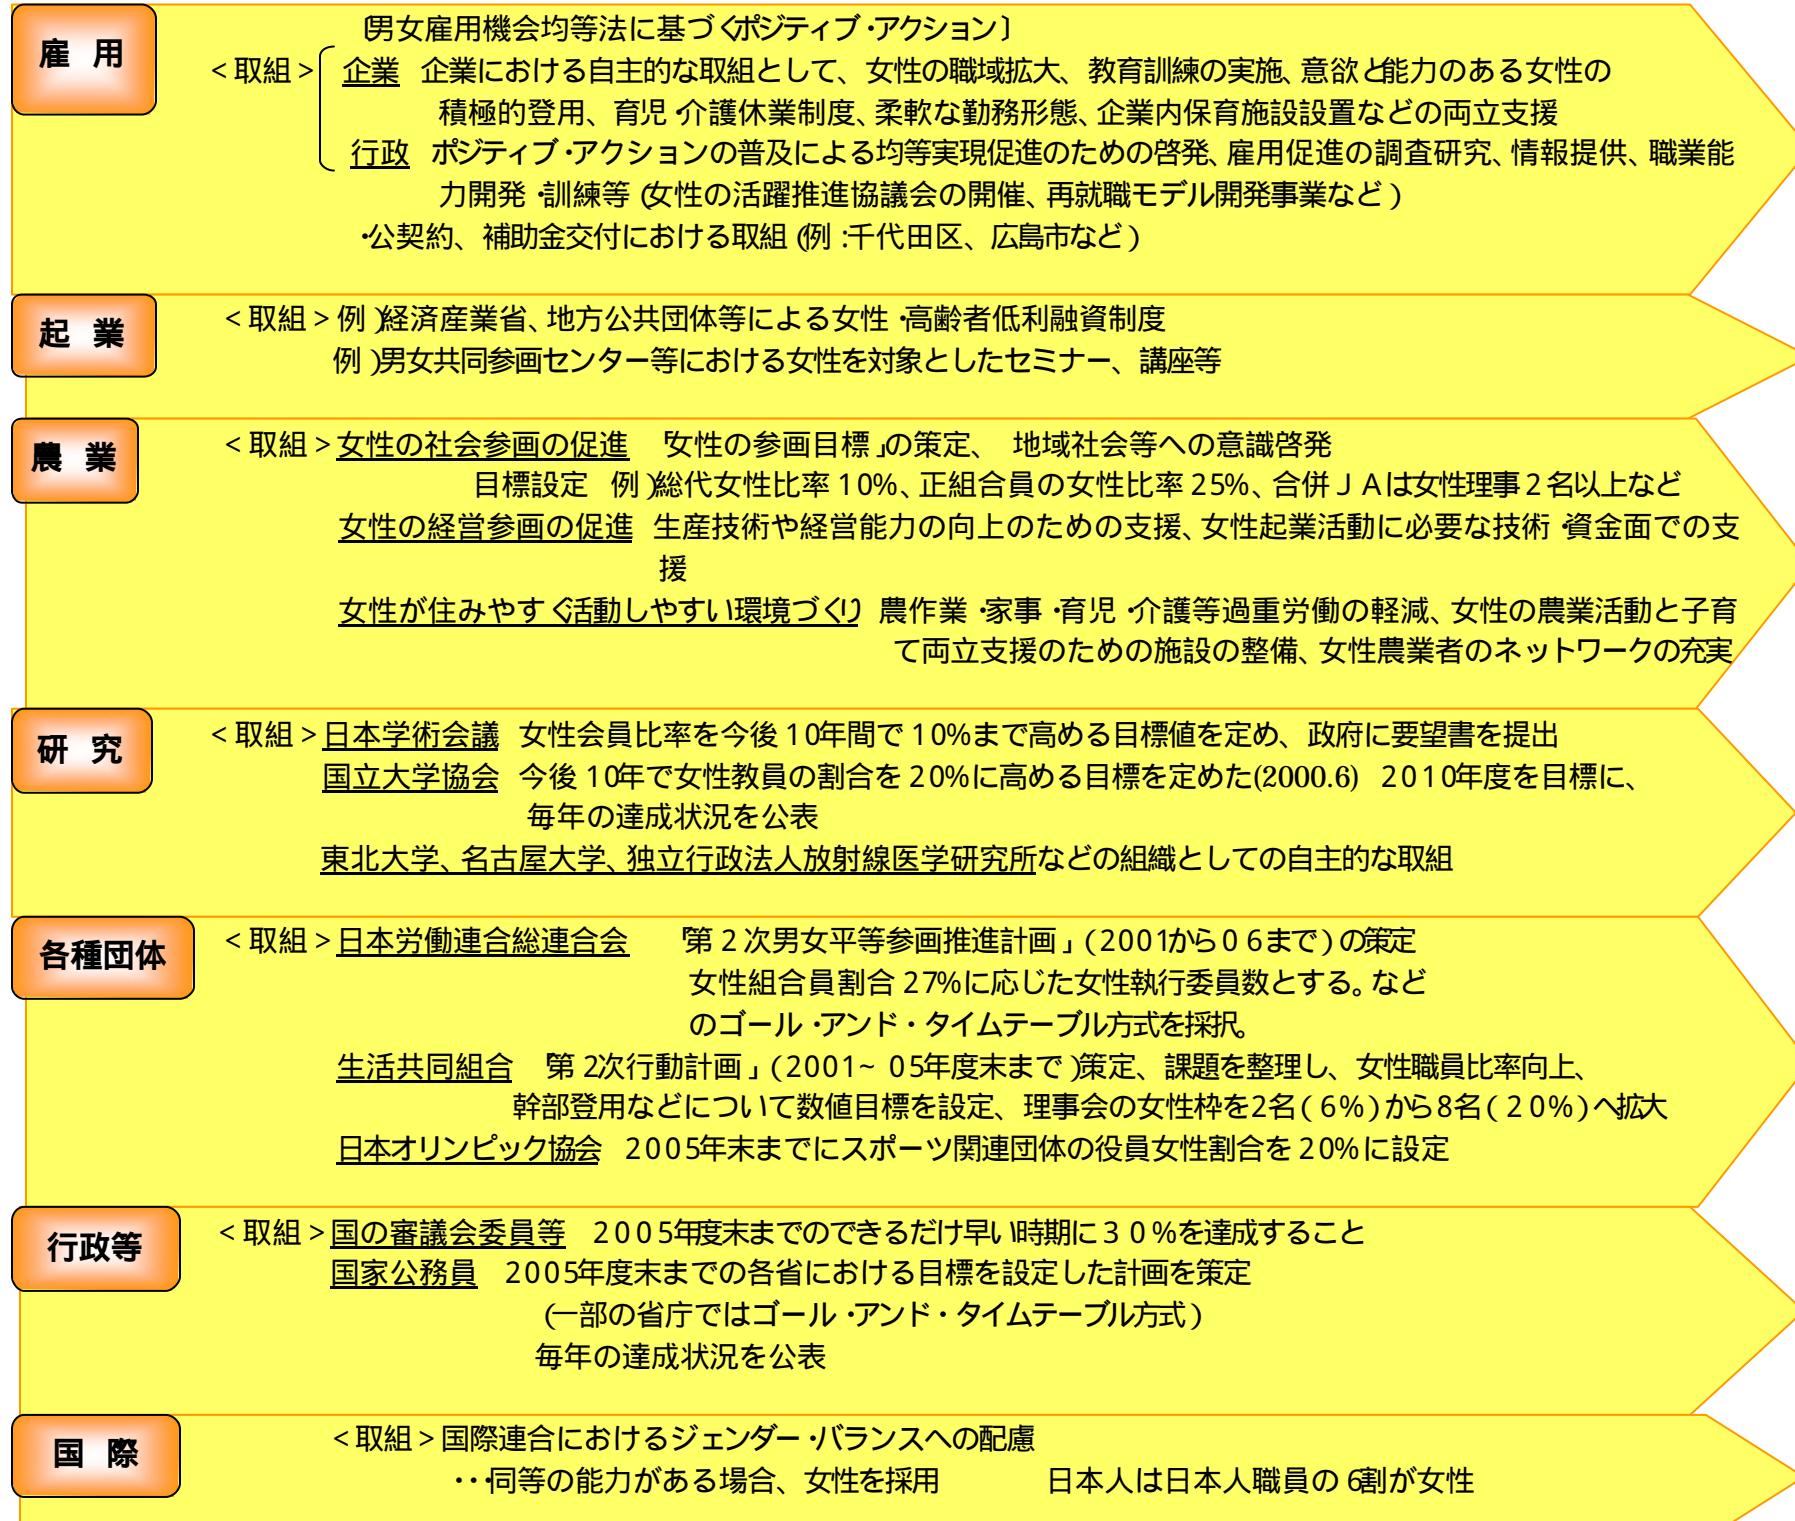 雇 用
〔男女雇用機会均等法に基づくポジティブ・アクション〕
<取組> 企業 企業における自主的な取組として、女性の職域拡大、教育訓練の実施、意欲と能力のある女性の
積極的登用、育児・介護休業制度、柔軟な勤務形態、企業内保育施設設置などの両立支援
行政 ポジティブ・アクションの普及による均等実現促進のための啓発、雇用促進の調査研究、情報提供、職業能
力開発・訓練等(女性の活躍推進協議会の開催、再就職モデル開発事業など)
・公契約、補助金交付における取組(例:千代田区、広島市など)
起 業
<取組>例)経済産業省、地方公共団体等による女性・高齢者低利融資制度
例)男女共同参画センター等における女性を対象としたセミナー、講座等
農 業
<取組>女性の社会参画の促進 「女性の参画目標」の策定、 地域社会等への意識啓発
目標設定 例)総代女性比率10%、正組合員の女性比率25%、合併JAは女性理事2名以上など
女性の経営参画の促進 生産技術や経営能力の向上のための支援、女性起業活動に必要な技術・資金面での支
援
女性が住みやすく活動しやすい環境づくり 農作業・家事・育児・介護等過重労働の軽減、女性の農業活動と子育
て両立支援のための施設の整備、女性農業者のネットワークの充実
研 究
<取組>日本学術会議 女性会員比率を今後10年間で10%まで高める目標値を定め、政府に要望書を提出
国立大学協会 今後10年で女性教員の割合を20%に高める目標を定めた(2000.6) 2010年度を目標に、
毎年の達成状況を公表
東北大学、名古屋大学、独立行政法人放射線医学研究所などの組織としての自主的な取組
各種団体
<取組>日本労働連合総連合会 「第2次男女平等参画推進計画」(2001から06まで)の策定
女性組合員割合27%に応じた女性執行委員数とする。など
のゴール・アンド・タイムテーブル方式を採択。
生活共同組合 「第2次行動計画」(2001~05年度末まで)策定、課題を整理し、女性職員比率向上、
幹部登用などについて数値目標を設定、理事会の女性枠を2名(6%)から8名(20%)へ拡大
日本オリンピック協会 2005年末までにスポーツ関連団体の役員女性割合を20%に設定
行政等
<取組>国の審議会委員等 2005年度末までのできるだけ早い時期に30%を達成すること
国家公務員 2005年度末までの各省における目標を設定した計画を策定
(一部の省庁ではゴール・アンド・タイムテーブル方式)
毎年の達成状況を公表
国 際
<取組>国際連合におけるジェンダー・バランスへの配慮
・・・同等の能力がある場合、女性を採用 日本人は日本人職員の6割が女性